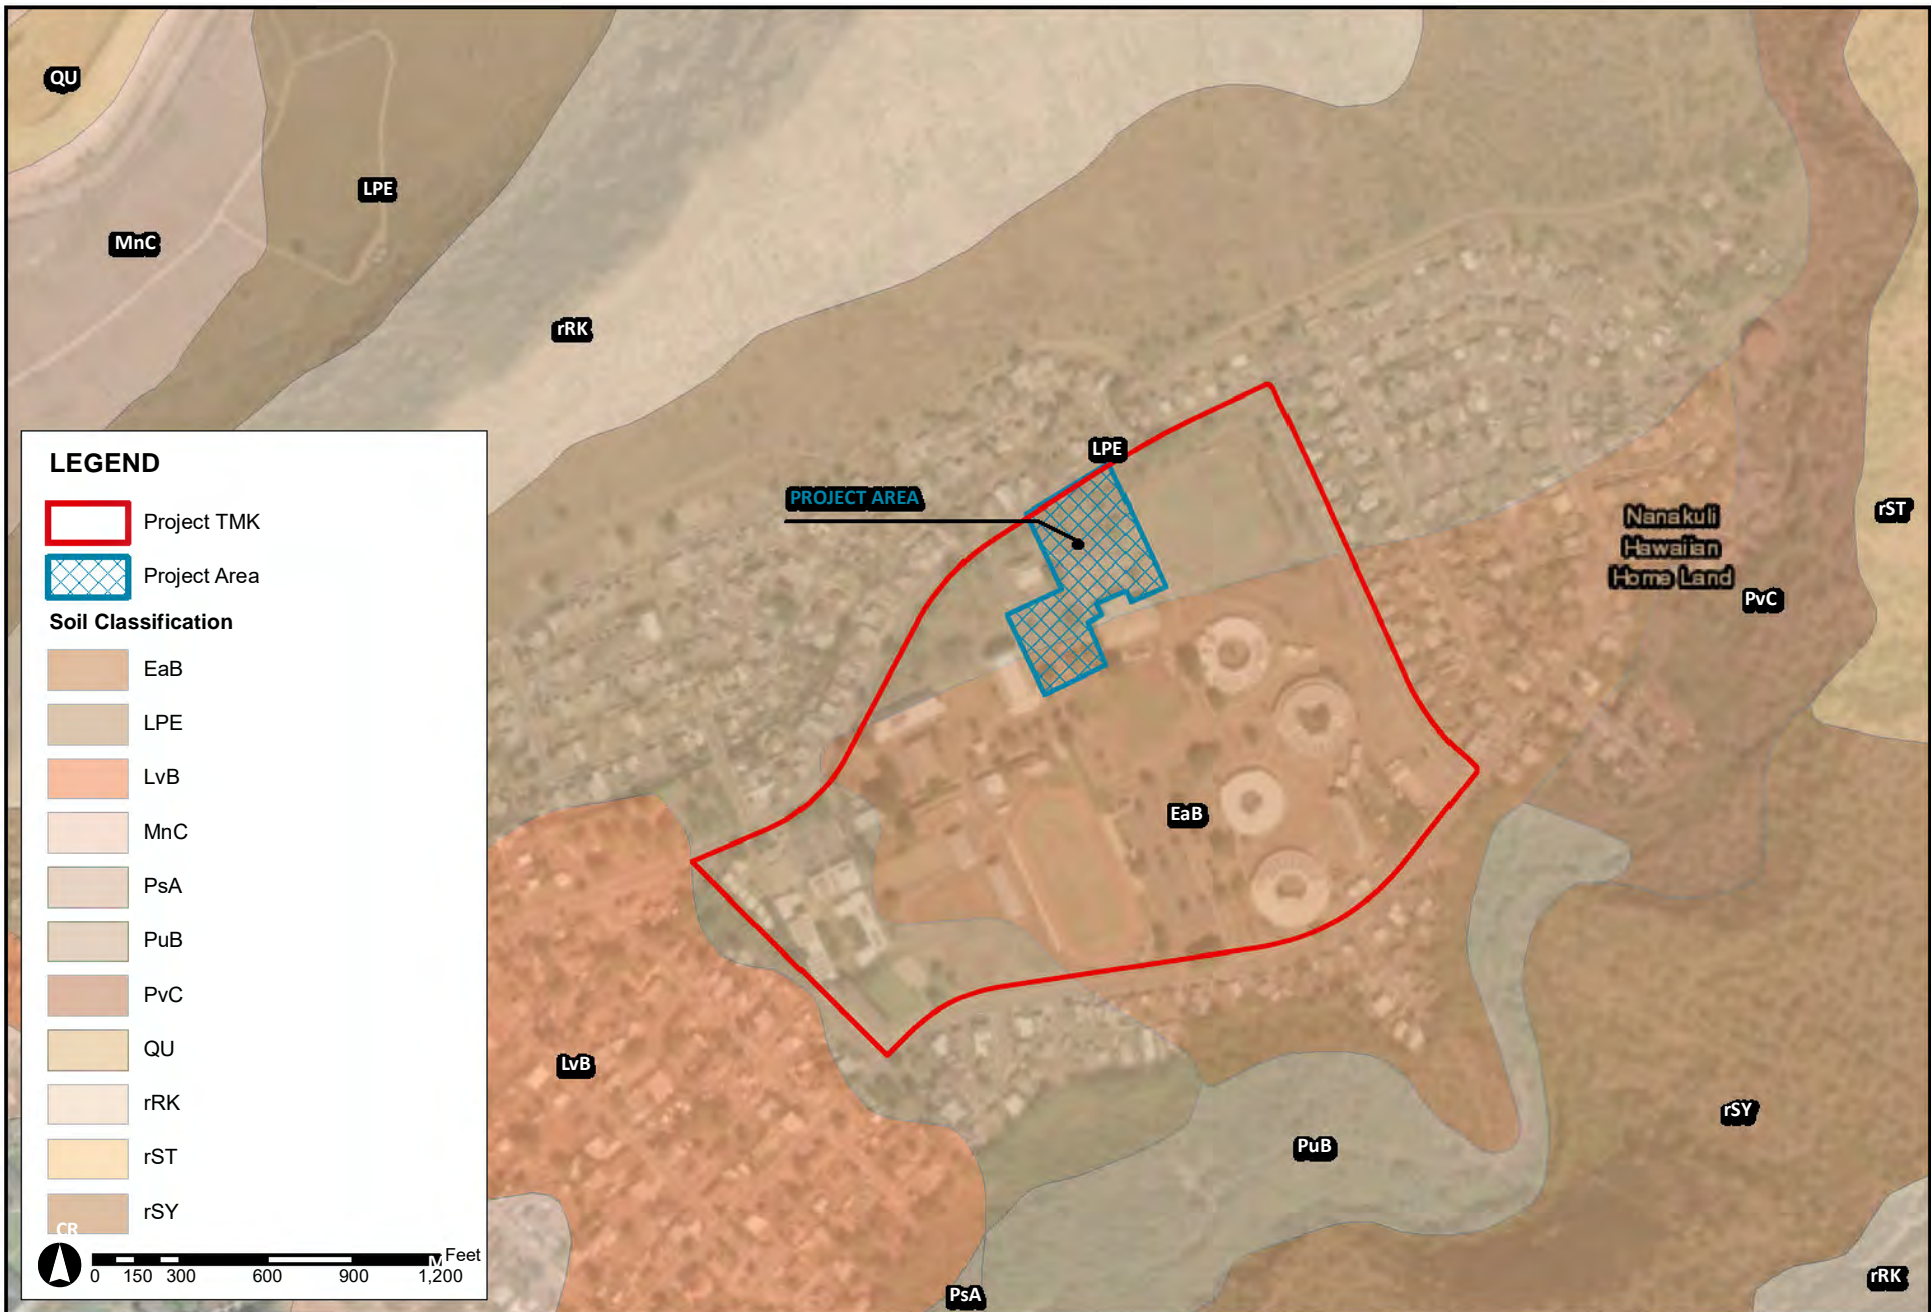 QU
LPE
MnC
rRK
LPE
PROJECT AREA
Nanakuli
Hawaiian
Home Land
rST
PvC
EaB
LvB
rSY
PuB
PsA
rRK
LEGEND
Project TMK
Project Area
Soil Classification
EaB
LPE
LvB
MnC
PsA
PuB
PvC
QU
rRK
rST
rSY
CR
M
Feet
0 150 300 600 900 1,200